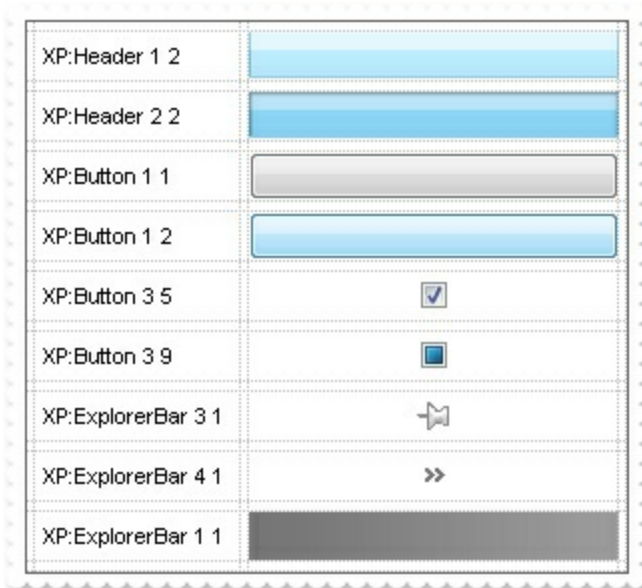 XP:Header 1 2
XP:Header 2 2
XP:Button 1 1
XP:Button 1 2
XP:Button 3 5
XP:Button 3 9
XP:ExplorerBar 3 1
XP:ExplorerBar 4 1
XP:ExplorerBar 1 1